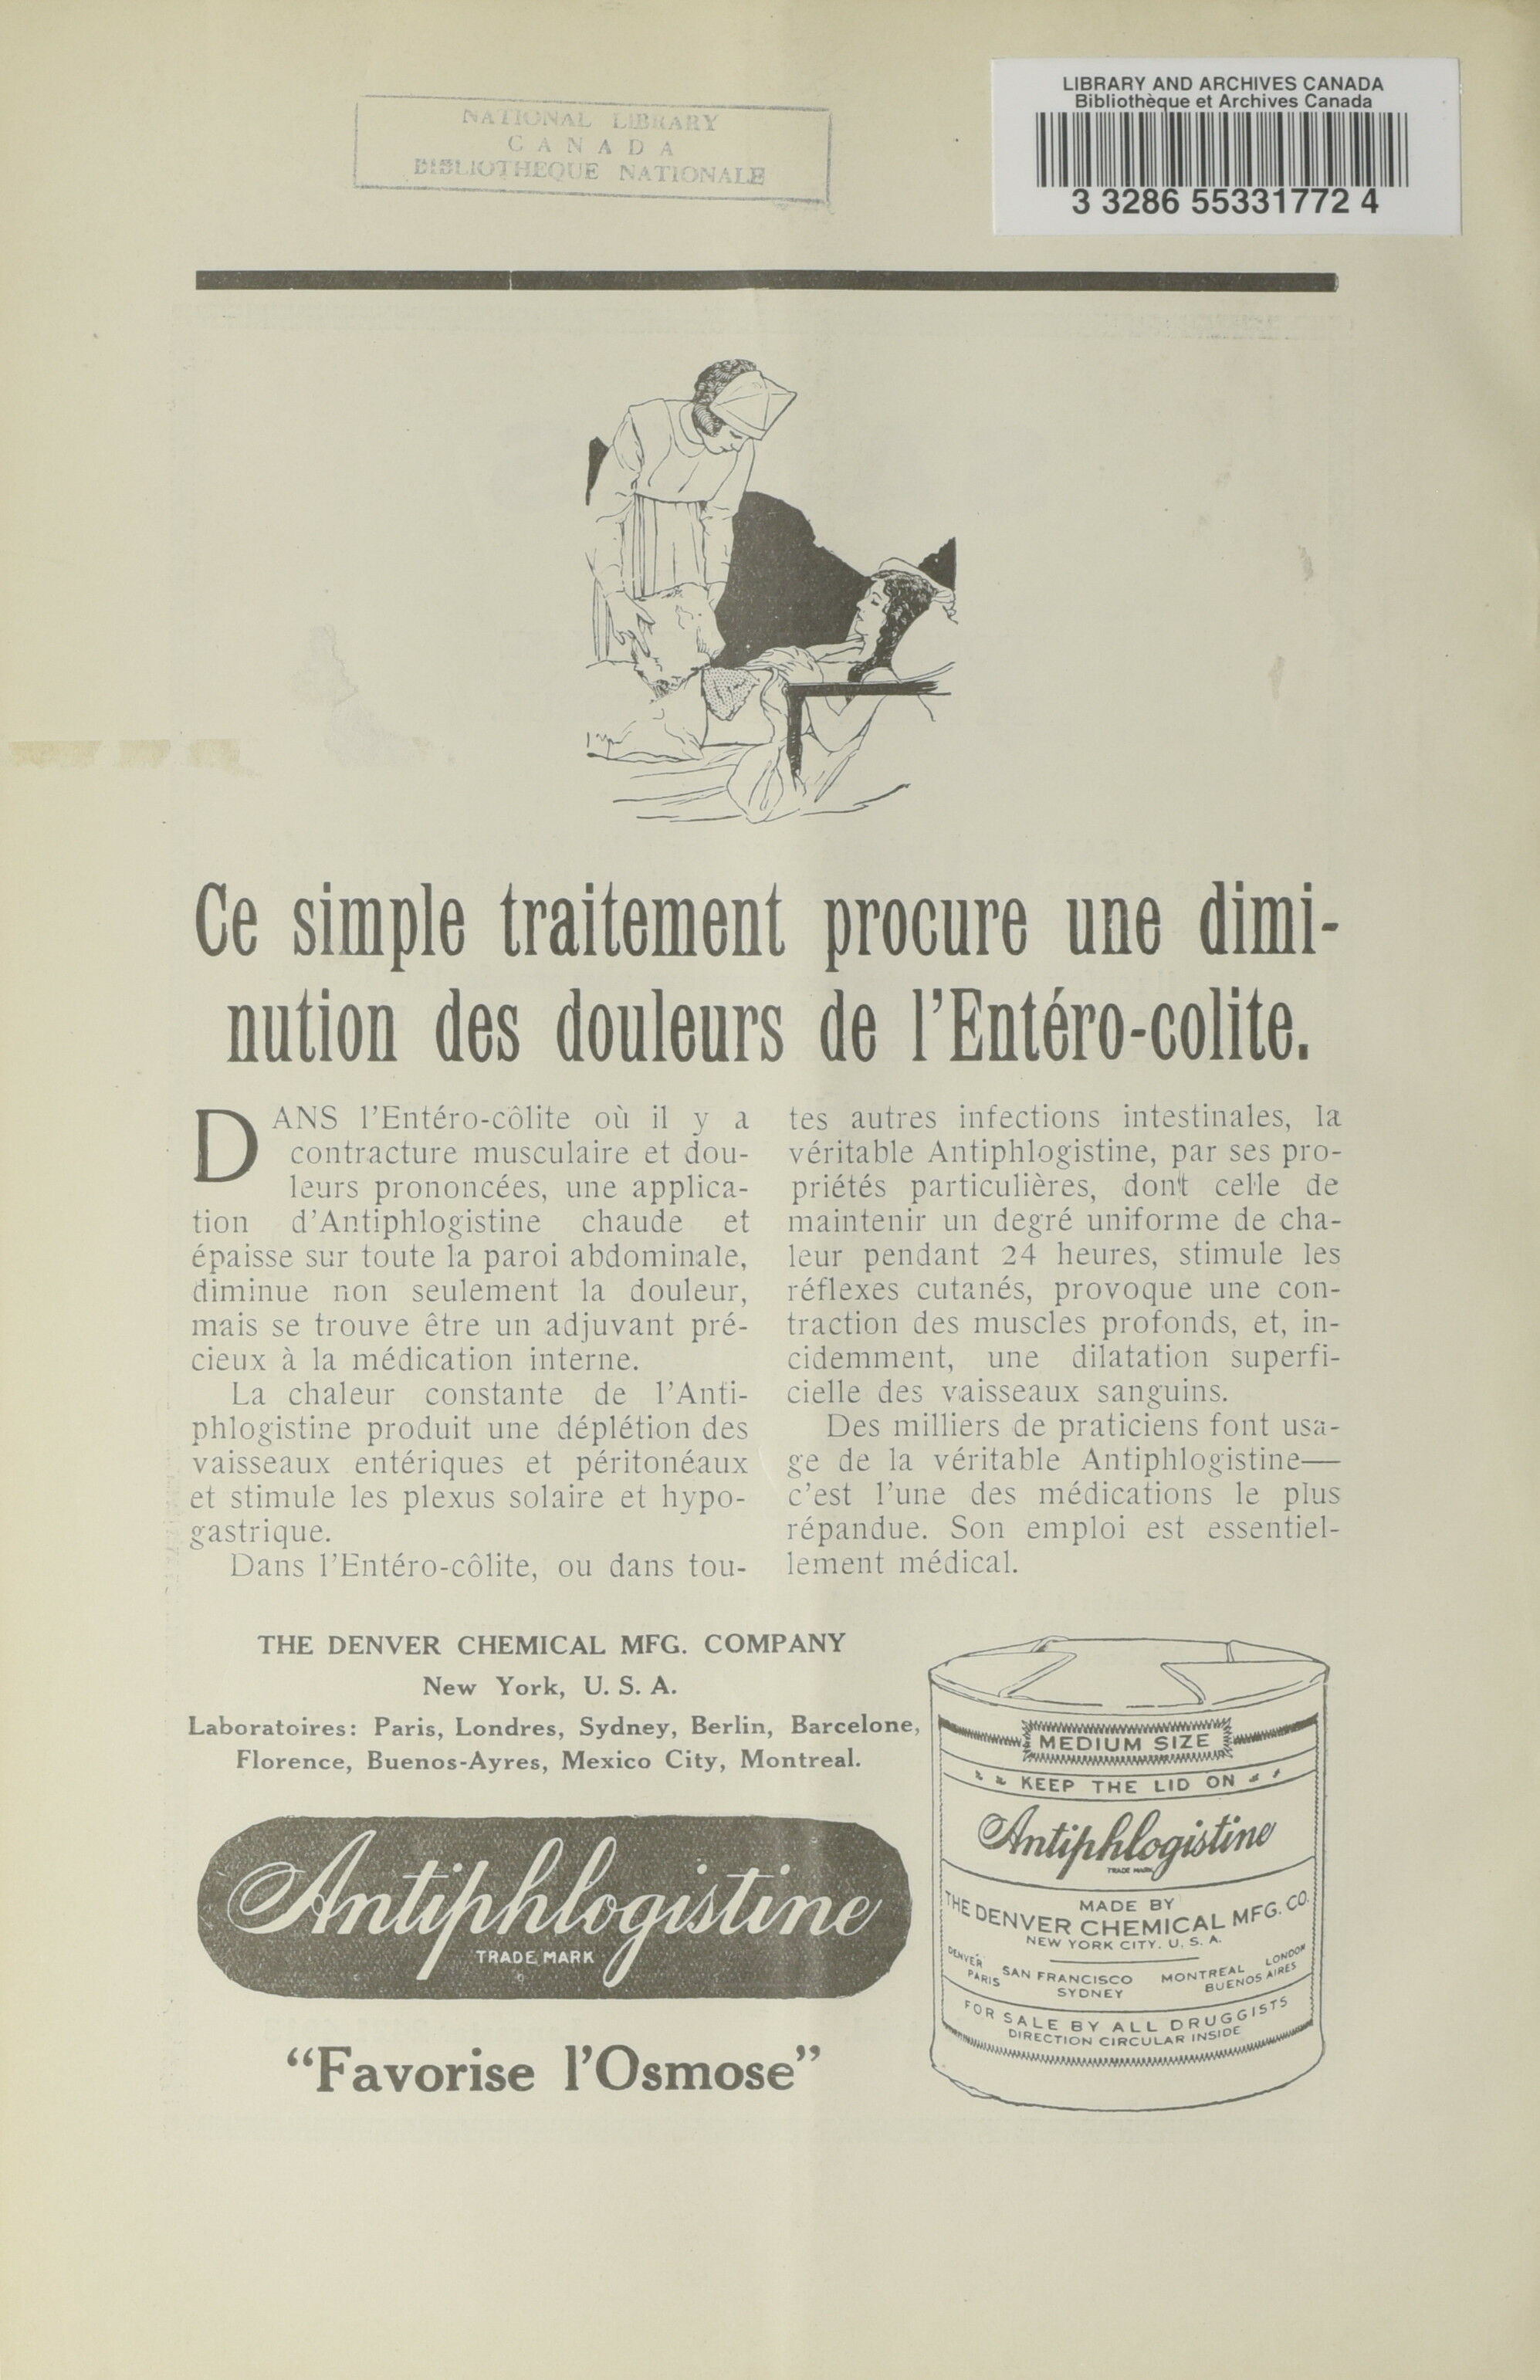 NATIONAL LIBRARY
CANADA
BIBLIOTHEQUE NATIONALE
LIBRARY AND ARCHIVES CANADA
Bibliothèque et Archives Canada
3 3286 55331772 4
Ce simple traitement procure une dimi-
nution des douleurs de l'Entéro-colite.
DANS l'Entéro-côlite où il y a
contracture musculaire et dou-
leurs prononcées, une applica-
tion d'Antiphlogistine chaude et
épaisse sur toute la paroi abdominale,
diminue non seulement la douleur,
mais se trouve être un adjuvant pré-
cieux à la médication interne.
La chaleur constante de l'Anti-
phlogistine produit une déplétion des
vaisseaux entériques et péritonéaux
et stimule les plexus solaire et hypo-
gastrique.
Dans l'Entéro-côlite, ou dans tou-
tes autres infections intestinales, la
véritable Antiphlogistine, par ses pro-
priétés particulières, dont celle de
maintenir un degré uniforme de cha-
leur pendant 24 heures, stimule les
réflexes cutanés, provoque une con-
traction des muscles profonds, et, in-
cidemment, une dilatation superfi-
cielle des vaisseaux sanguins.
Des milliers de praticiens font usa-
ge de la véritable Antiphlogistine—
c'est l'une des médications le plus
répandue. Son emploi est essentiel-
lement médical.
THE DENVER CHEMICAL MFG. COMPANY
New York, U. S. A.
Laboratoires: Paris, Londres, Sydney, Berlin, Barcelone,
Florence, Buenos-Ayres, Mexico City, Montreal.
Antiphlogistine
TRADE MARK
"Favorise l'Osmose"
MEDIUM SIZE
KEEP THE LID ON
Antiphlogistine
TRADE MARK
MADE BY
THE DENVER CHEMICAL MFG. CO.
NEW YORK CITY. U. S. A.
DENVER SAN FRANCISCO MONTREAL LONDON
PARIS SYDNEY BUENOS AIRES
FOR SALE BY ALL DRUGGISTS
DIRECTION CIRCULAR INSIDE